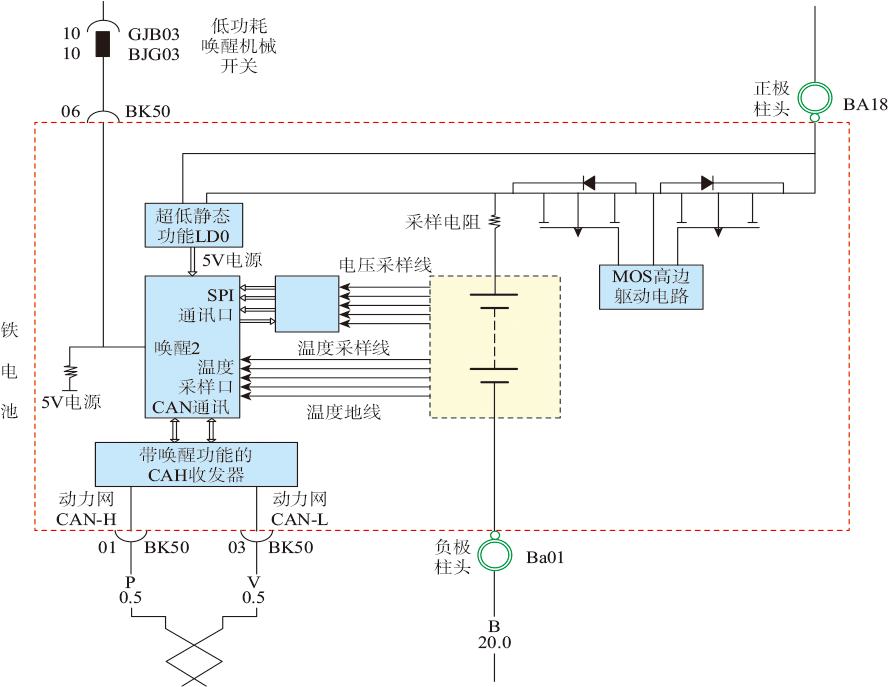 10 GJB03
10 BJG03
低功耗
唤醒机械
开关
06 BK50
正极
柱头
BA18
超低静态
功能LD0
5V电源
采样电阻
电压采样线
MOS高边
驱动电路
SPI
通讯口
唤醒2
温度
采样口
CAN通讯
温度采样线
温度地线
铁
电
池
5V电源
带唤醒功能的
CAH收发器
动力网
CAN-H
动力网
CAN-L
01 BK50
03 BK50
负极
柱头
Ba01
P
0.5
V
0.5
B
20.0